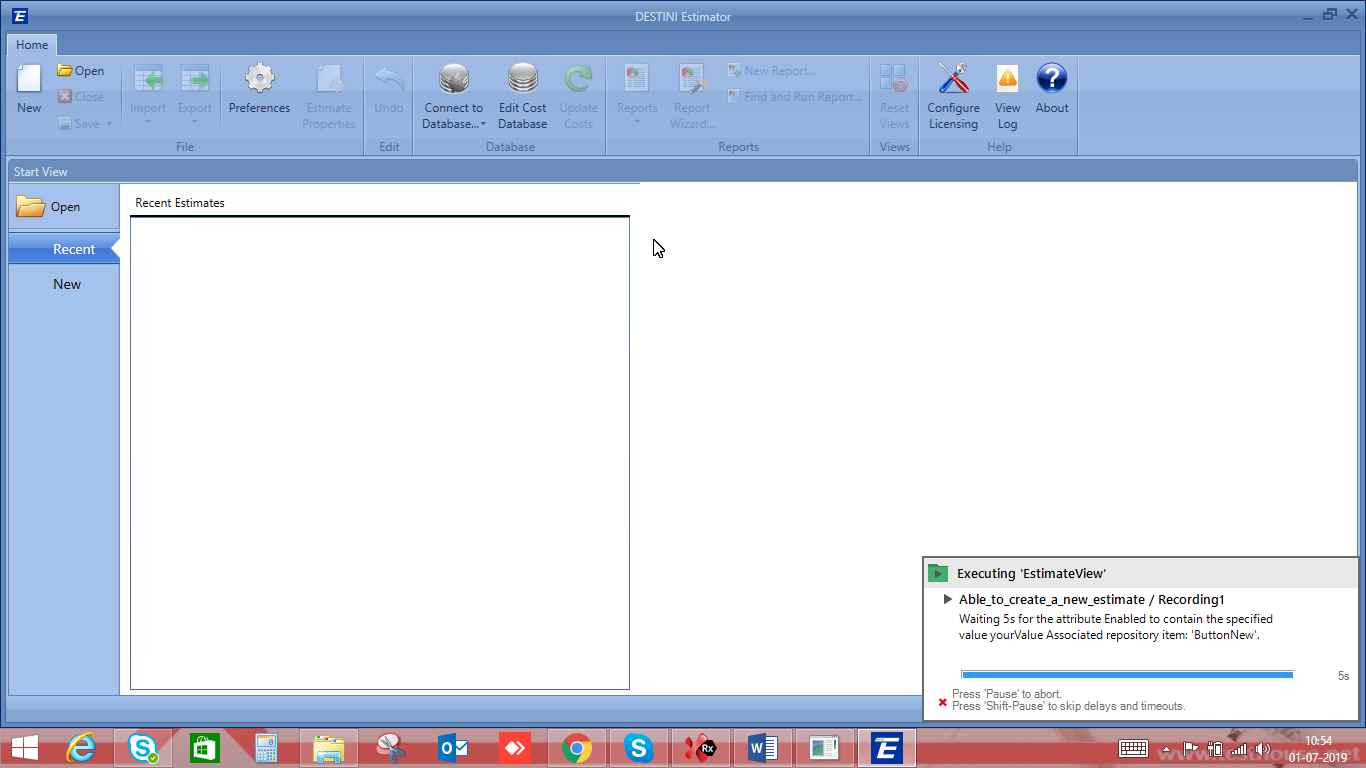 DESTINI Estimator
Home
New
Open
Close
Save
Import
Export
Preferences
Estimate
Properties
Undo
Connect to
Database...
Edit Cost
Database
Update
Costs
Reports
Report
Wizard...
New Report...
Find and Run Report...
Reset
Views
Configure
Licensing
View
Log
About
File
Edit
Database
Reports
Views
Help
Start View
Open
Recent
New
Recent Estimates
Executing 'EstimateView'
Able_to_create_a_new_estimate / Recording1
Waiting 5s for the attribute Enabled to contain the specified
value yourValue Associated repository item: 'ButtonNew'.
5s
Press 'Pause' to abort.
Press 'Shift-Pause' to skip delays and timeouts.
Rx
10:54
01-07-2019